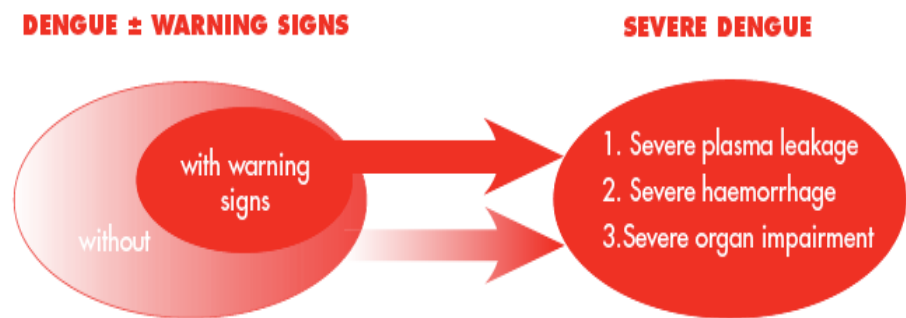 DENGUE ± WARNING SIGNS
SEVERE DENGUE
with warning
signs
without
1. Severe plasma leakage
2. Severe haemorrhage
3.Severe organ impairment